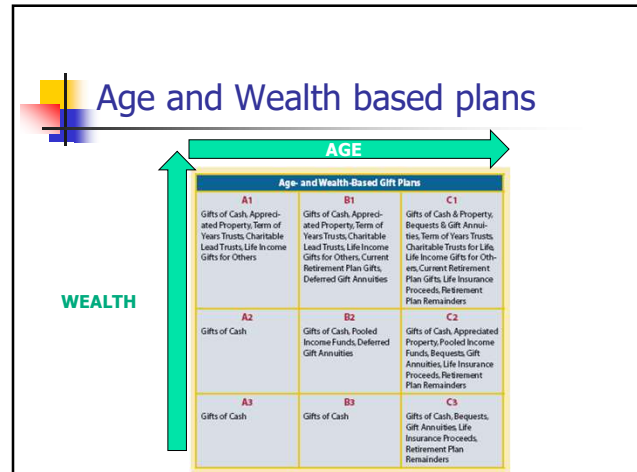 Age and Wealth based plans
AGE
WEALTH
Age- and Wealth-Based Gift Plans
A1
Gifts of Cash, Appreci-
ated Property, Term of
Years Trusts, Charitable
Lead Trusts, Life Income
Gifts for Others
B1
Gifts of Cash, Appreci-
ated Property, Term of
Years Trusts, Charitable
Lead Trusts, Life Income
Gifts for Others, Current
Retirement Plan Gifts,
Deferred Gift Annuities
C1
Gifts of Cash & Property,
Bequests & Gift Annui-
ties, Term of Years Trusts,
Charitable Trusts for Life,
Life Income Gifts for Oth-
ers, Current Retirement
Plan Gifts, Life Insurance
Proceeds, Retirement
Plan Remainders
A2
Gifts of Cash
B2
Gifts of Cash, Pooled
Income Funds, Deferred
Gift Annuities
C2
Gifts of Cash, Appreciated
Property, Pooled Income
Funds, Bequests, Gift
Annuities, Life Insurance
Proceeds, Retirement
Plan Remainders
A3
Gifts of Cash
B3
Gifts of Cash
C3
Gifts of Cash, Bequests,
Gift Annuities, Life
Insurance Proceeds,
Retirement Plan
Remainders